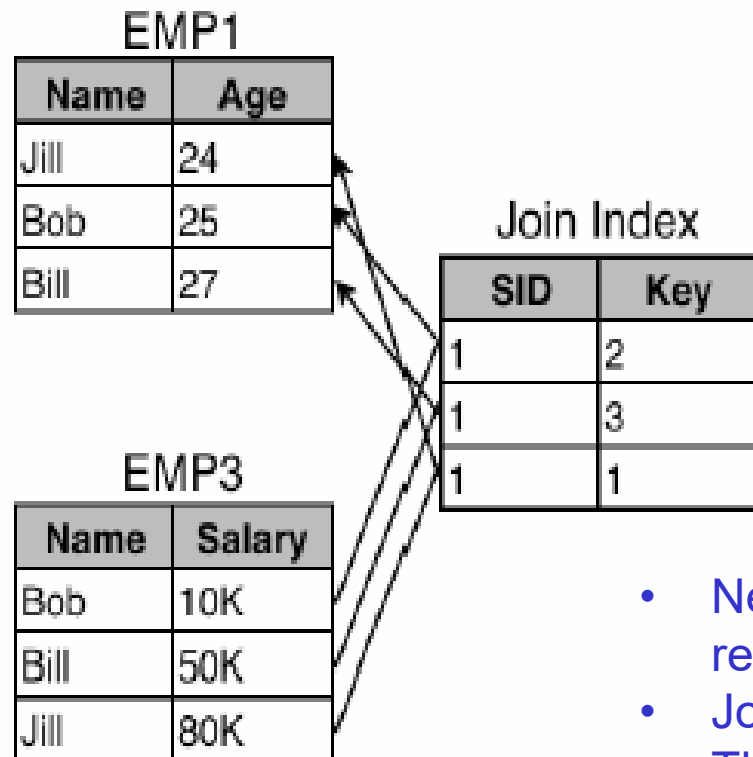 EMP1
Name Age
Jill 24
Bob 25
Bill 27
Join Index
SID Key
1 2
1 3
1 1
EMP3
Name Salary
Bob 10K
Bill 50K
Jill 80K